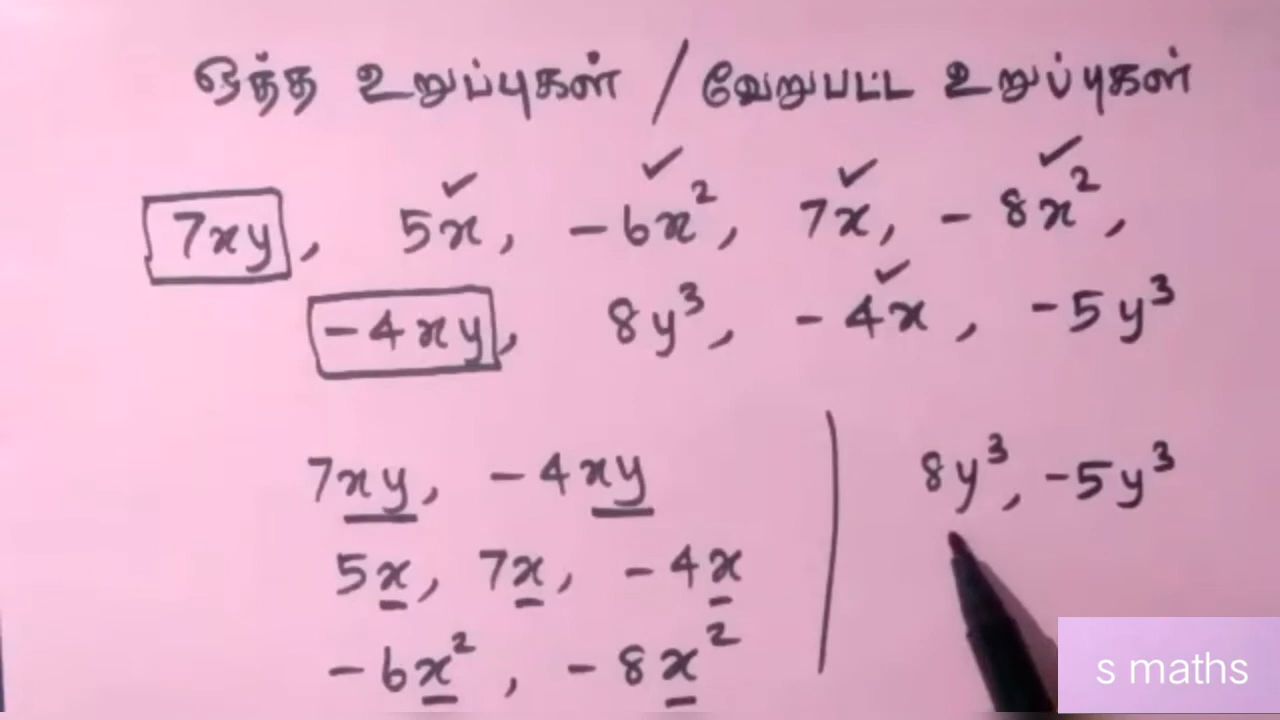 ஒத்த உறுப்புகள் / வேறுபட்ட உறுப்புகள்
7xy, 5x, -6x², 7x, -8x²,
-4xy, 8y³, -4x, -5y³
7xy, -4xy
5x, 7x, -4x
-6x², -8x²
8y³, -5y³
s maths